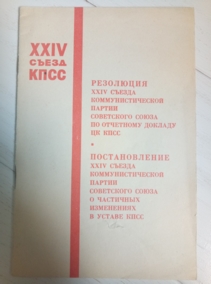 XXIV
СЪЕЗД
КПСС
РЕЗОЛЮЦИЯ
XXIV СЪЕЗДА
КОММУНИСТИЧЕСКОЙ
ПАРТИИ
СОВЕТСКОГО СОЮЗА
ПО ОТЧЕТНОМУ ДОКЛАДУ
ЦК КПСС
ПОСТАНОВЛЕНИЕ
XXIV СЪЕЗДА
КОММУНИСТИЧЕСКОЙ
ПАРТИИ
СОВЕТСКОГО СОЮЗА
О ЧАСТИЧНЫХ
ИЗМЕНЕНИЯХ
В УСТАВЕ КПСС